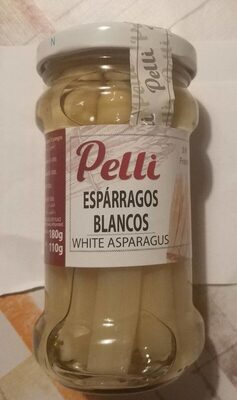 Pelli
Pelli
ESPÁRRAGOS
BLANCOS
WHITE ASPARAGUS
180g
110g